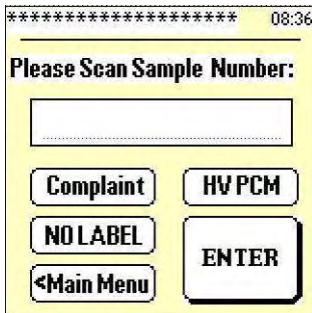 ******************** 08:36
Please Scan Sample Number:
Complaint HV PCM
NO LABEL
ENTER
<Main Menu